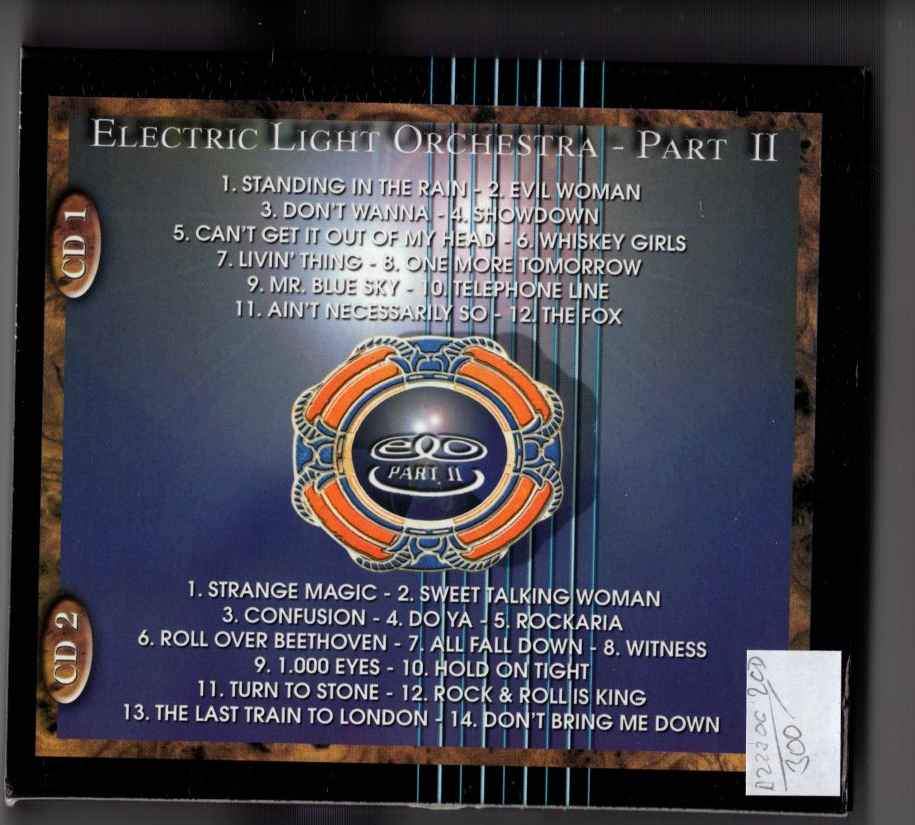 ELECTRIC LIGHT ORCHESTRA - PART II
CD 1
1. STANDING IN THE RAIN - 2. EVIL WOMAN
3. DON'T WANNA - 4. SHOWDOWN
5. CAN'T GET IT OUT OF MY HEAD - 6. WHISKEY GIRLS
7. LIVIN' THING - 8. ONE MORE TOMORROW
9. MR. BLUE SKY - 10. TELEPHONE LINE
11. AIN'T NECESSARILY SO - 12. THE FOX
ELO
PART II
CD 2
1. STRANGE MAGIC - 2. SWEET TALKING WOMAN
3. CONFUSION - 4. DO YA - 5. ROCKARIA
6. ROLL OVER BEETHOVEN - 7. ALL FALL DOWN - 8. WITNESS
9. 1.000 EYES - 10. HOLD ON TIGHT
11. TURN TO STONE - 12. ROCK & ROLL IS KING
13. THE LAST TRAIN TO LONDON - 14. DON'T BRING ME DOWN
2CD
300